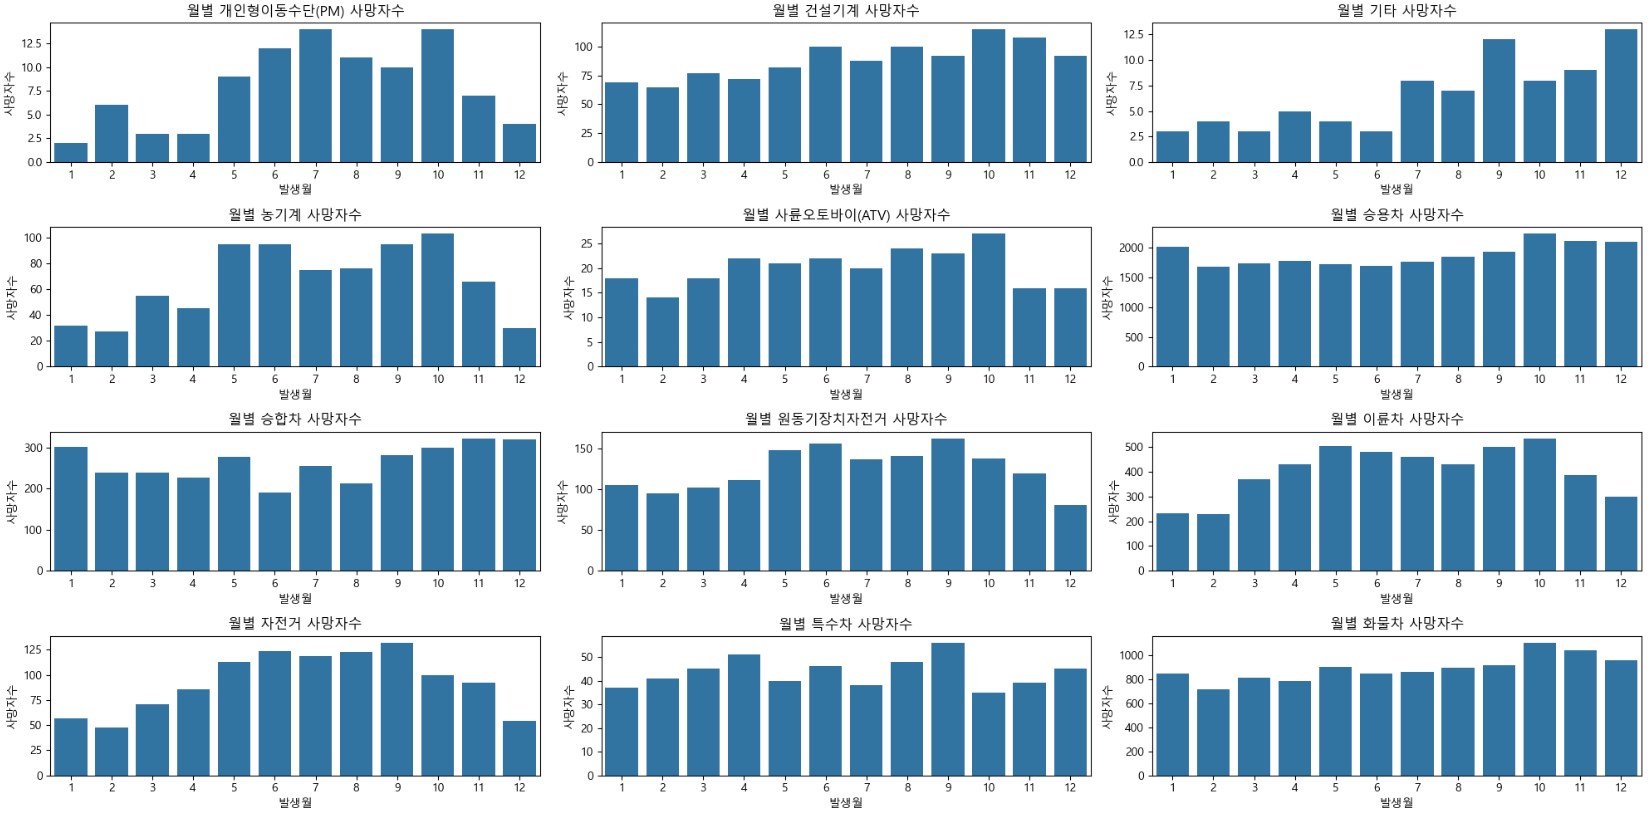 월별 개인형이동수단(PM) 사망자수
사망자수
12.5
10.0
7.5
5.0
2.5
0.0
1 2 3 4 5 6 7 8 9 10 11 12
발생월
월별 건설기계 사망자수
사망자수
100
75
50
25
0
1 2 3 4 5 6 7 8 9 10 11 12
발생월
월별 기타 사망자수
사망자수
12.5
10.0
7.5
5.0
2.5
0.0
1 2 3 4 5 6 7 8 9 10 11 12
발생월
월별 농기계 사망자수
사망자수
100
80
60
40
20
0
1 2 3 4 5 6 7 8 9 10 11 12
발생월
월별 사륜오토바이(ATV) 사망자수
사망자수
25
20
15
10
5
0
1 2 3 4 5 6 7 8 9 10 11 12
발생월
월별 승용차 사망자수
사망자수
2000
1500
1000
500
0
1 2 3 4 5 6 7 8 9 10 11 12
발생월
월별 승합차 사망자수
사망자수
300
200
100
0
1 2 3 4 5 6 7 8 9 10 11 12
발생월
월별 원동기장치자전거 사망자수
사망자수
150
100
50
0
1 2 3 4 5 6 7 8 9 10 11 12
발생월
월별 이륜차 사망자수
사망자수
500
400
300
200
100
0
1 2 3 4 5 6 7 8 9 10 11 12
발생월
월별 자전거 사망자수
사망자수
125
100
75
50
25
0
1 2 3 4 5 6 7 8 9 10 11 12
발생월
월별 특수차 사망자수
사망자수
50
40
30
20
10
0
1 2 3 4 5 6 7 8 9 10 11 12
발생월
월별 화물차 사망자수
사망자수
1000
800
600
400
200
0
1 2 3 4 5 6 7 8 9 10 11 12
발생월